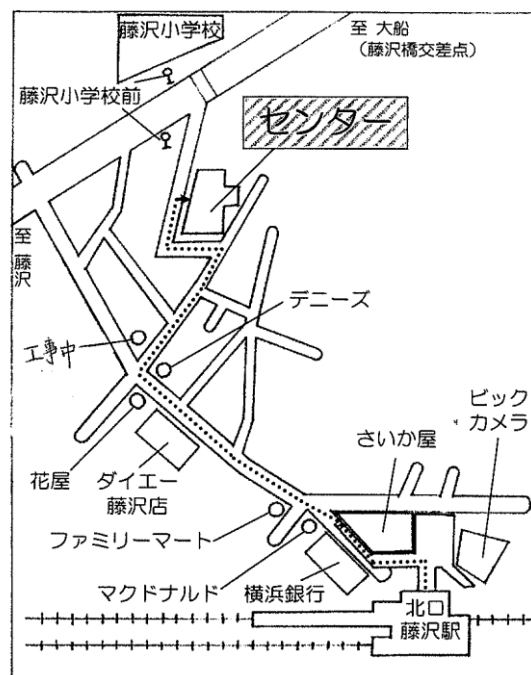 藤沢小学校
至 大船
(藤沢橋交差点)
藤沢小学校前
センター
至 藤沢
デニーズ
工事中
ビック
カメラ
さいか屋
花屋
ダイエー
藤沢店
ファミリーマート
マクドナルド
横浜銀行
北口
藤沢駅